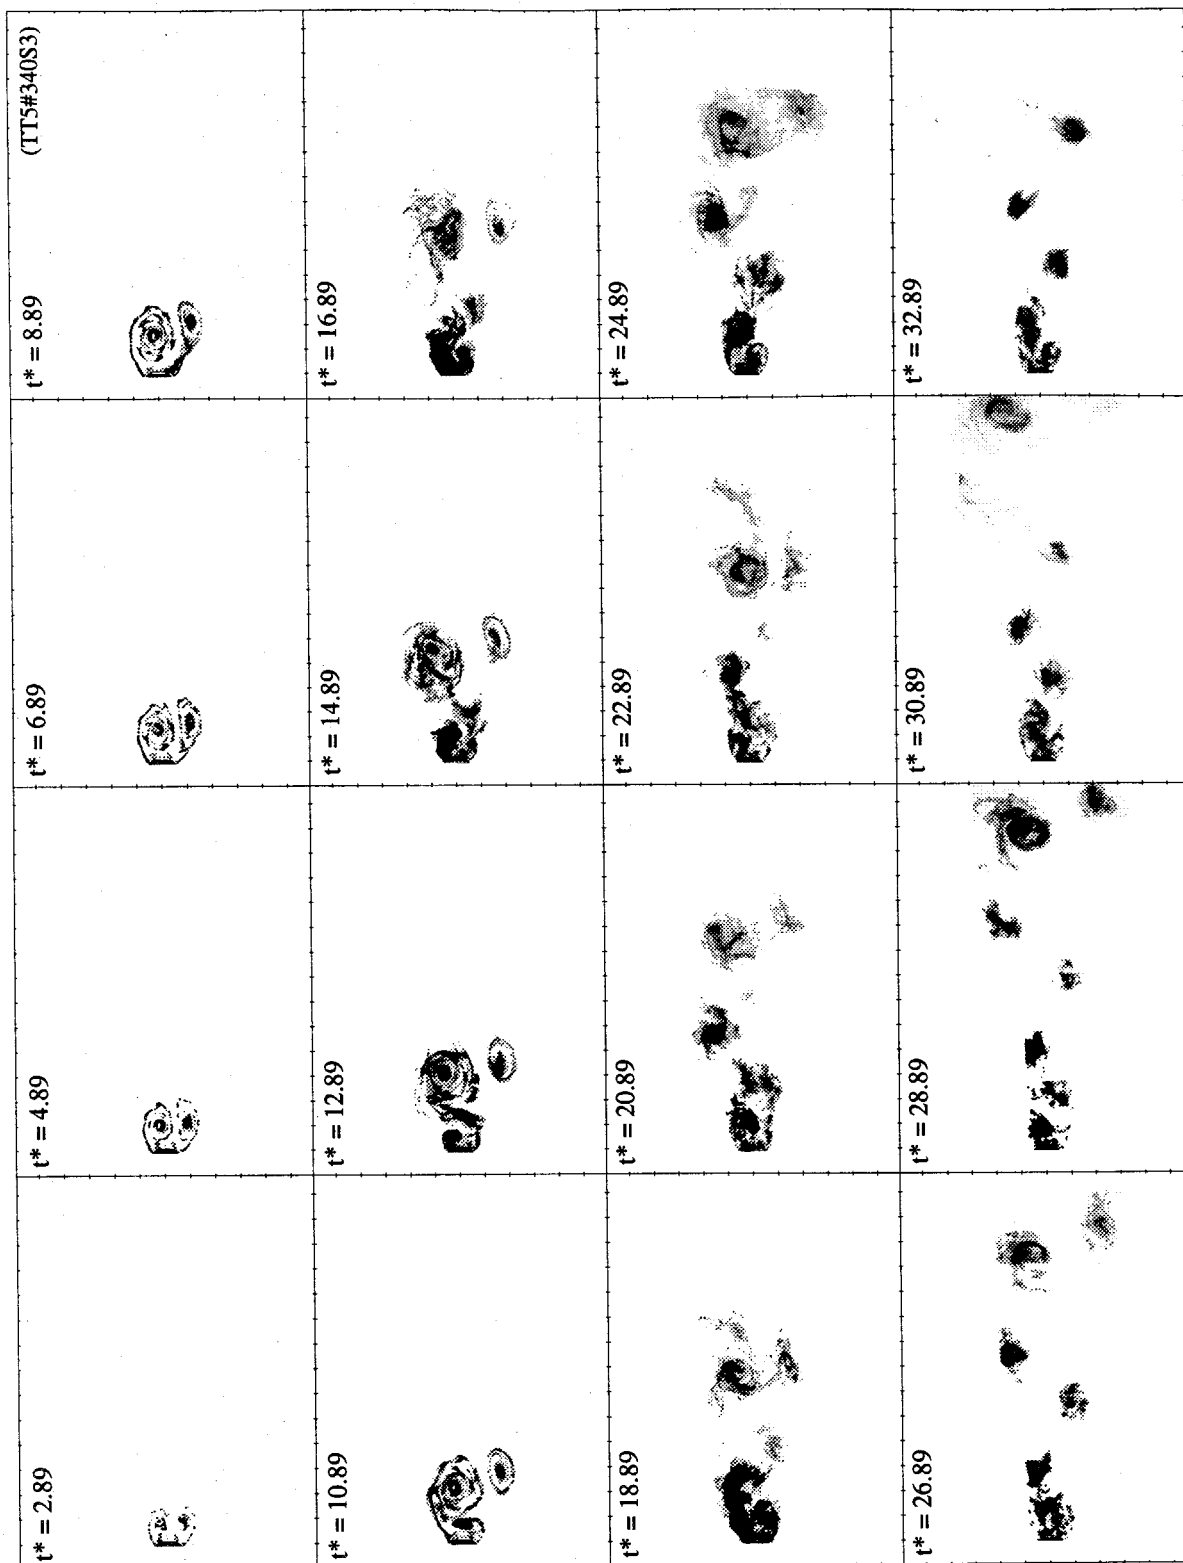 (TT5#340S3)
t* = 2.89
t* = 4.89
t* = 6.89
t* = 8.89
t* = 10.89
t* = 12.89
t* = 14.89
t* = 16.89
t* = 18.89
t* = 20.89
t* = 22.89
t* = 24.89
t* = 26.89
t* = 28.89
t* = 30.89
t* = 32.89